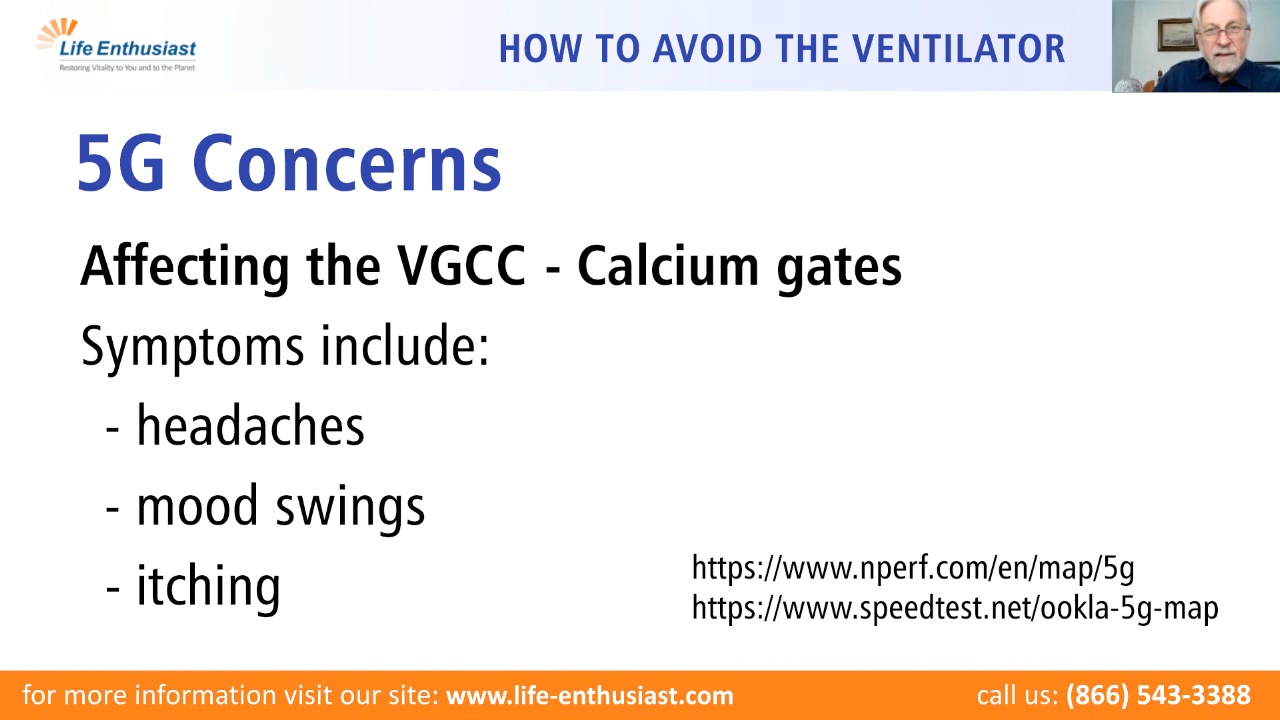 Life Enthusiast
Restoring Vitality to You and to the Planet
HOW TO AVOID THE VENTILATOR
5G Concerns
Affecting the VGCC - Calcium gates
Symptoms include:
- headaches
- mood swings
- itching
https://www.nperf.com/en/map/5g
https://www.speedtest.net/ookla-5g-map
for more information visit our site: www.life-enthusiast.com
call us: (866) 543-3388